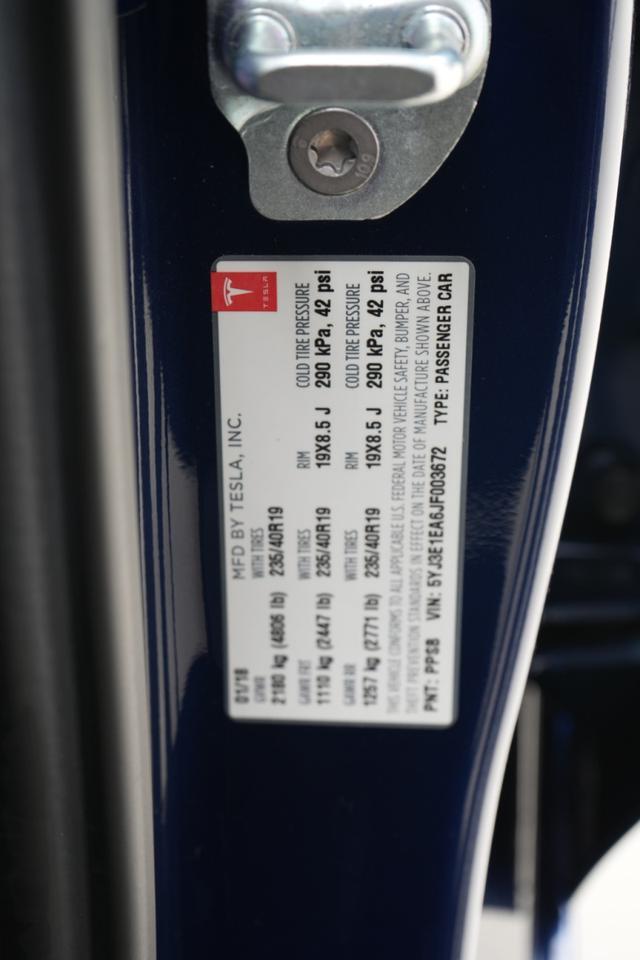 10.9
TESLA
MFD BY TESLA, INC.
01/18
GVWR WITH TIRES
2180 kg (4806 lb) 235/40R19
GAWR FRT WITH TIRES RIM COLD TIRE PRESSURE
1110 kg (2447 lb) 235/40R19 19X8.5 J 290 kPa, 42 psi
GAWR RR WITH TIRES RIM COLD TIRE PRESSURE
1257 kg (2771 lb) 235/40R19 19X8.5 J 290 kPa, 42 psi
THIS VEHICLE CONFORMS TO ALL APPLICABLE U.S. FEDERAL MOTOR VEHICLE SAFETY, BUMPER, AND
THEFT PREVENTION STANDARDS IN EFFECT ON THE DATE OF MANUFACTURE SHOWN ABOVE.
PNT: PPSB VIN: 5YJ3E1EA6JF003672 TYPE: PASSENGER CAR